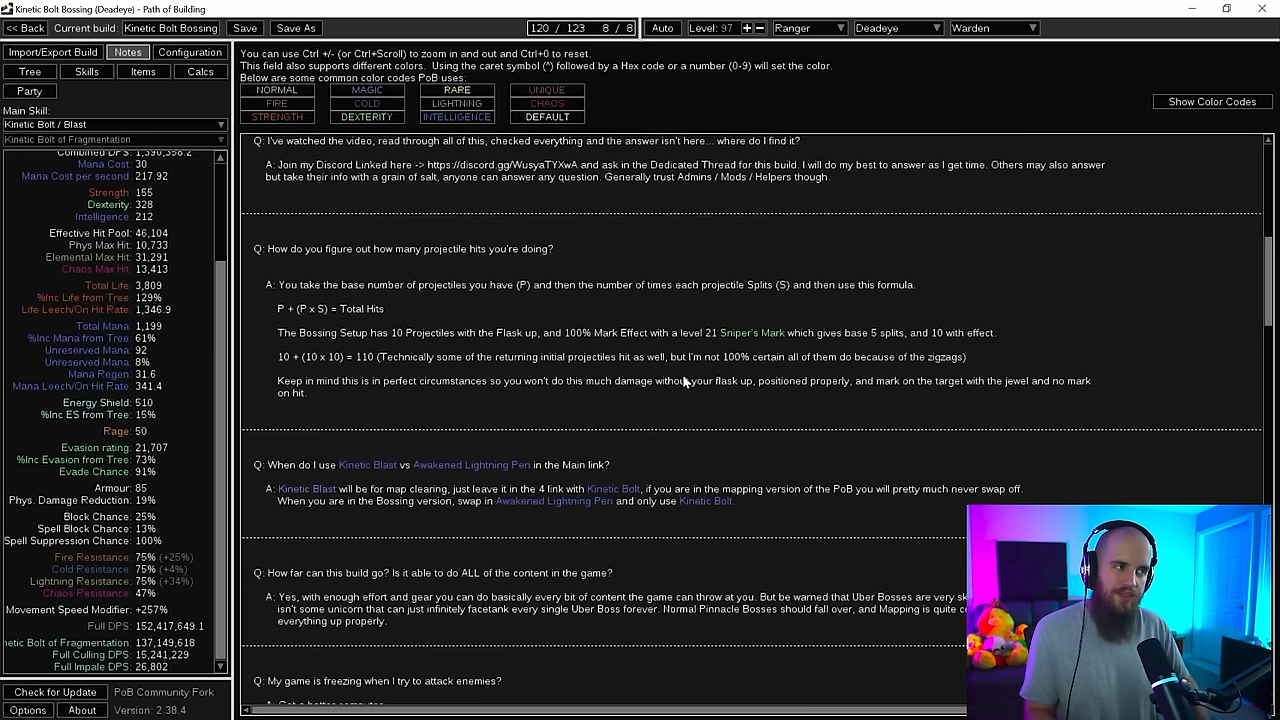 Kinetic Bolt Bossing (Deadeye) - Path of Building
<< Back Current build: Kinetic Bolt Bossing Save Save As 120 / 123 8 / 8 Auto Level: 97 Ranger Deadeye Warden
Import/Export Build Notes Configuration
Tree Skills Items Calcs
Party
Main Skill:
Kinetic Bolt / Blast
Kinetic Bolt of Fragmentation
Combined DPS: 1,390,358.2
Mana Cost: 30
Mana Cost per second: 217.92
Strength: 155
Dexterity: 328
Intelligence: 212
Effective Hit Pool: 46,104
Phys Max Hit: 10,733
Elemental Max Hit: 31,291
Chaos Max Hit: 13,413
Total Life: 3,809
%Inc Life from Tree: 129%
Life Leech/On Hit Rate: 1,346.9
Total Mana: 1,199
%Inc Mana from Tree: 61%
Unreserved Mana: 92
Unreserved Mana: 8%
Mana Regen: 31.6
Mana Leech/On Hit Rate: 341.4
Energy Shield: 510
%Inc ES from Tree: 15%
Rage: 50
Evasion rating: 21,707
%Inc Evasion from Tree: 73%
Evade Chance: 91%
Armour: 85
Phys. Damage Reduction: 19%
Block Chance: 25%
Spell Block Chance: 13%
Spell Suppression Chance: 100%
Fire Resistance: 75% (+25%)
Cold Resistance: 75% (+4%)
Lightning Resistance: 75% (+34%)
Chaos Resistance: 47%
Movement Speed Modifier: +257%
Full DPS: 152,417,649.1
netic Bolt of Fragmentation: 137,149,618
Full Culling DPS: 15,241,229
Full Impale DPS: 26,802
Check for Update PoB Community Fork
Options About Version: 2.38.4
You can use Ctrl +/- (or Ctrl+Scroll) to zoom in and out and Ctrl+0 to reset.
This field also supports different colors. Using the caret symbol (^) followed by a Hex code or a number (0-9) will set the color.
Below are some common color codes PoB uses:
NORMAL MAGIC RARE UNIQUE
FIRE COLD LIGHTNING CHAOS
STRENGTH DEXTERITY INTELLIGENCE DEFAULT
Show Color Codes
Q: I've watched the video, read through all of this, checked everything and the answer isn't here... where do I find it?
A: Join my Discord Linked here -> https://discord.gg/WusyaTYXwA and ask in the Dedicated Thread for this build. I will do my best to answer as I get time. Others may also answer
but take their info with a grain of salt, anyone can answer any question. Generally trust Admins / Mods / Helpers though.
Q: How do you figure out how many projectile hits you're doing?
A: You take the base number of projectiles you have (P) and then the number of times each projectile Splits (S) and then use this formula.
P + (P x S) = Total Hits
The Bossing Setup has 10 Projectiles with the Flask up, and 100% Mark Effect with a level 21 Sniper's Mark which gives base 5 splits, and 10 with effect.
10 + (10 x 10) = 110 (Technically some of the returning initial projectiles hit as well, but I'm not 100% certain all of them do because of the zigzags)
Keep in mind this is in perfect circumstances so you won't do this much damage without your flask up, positioned properly, and mark on the target with the jewel and no mark
on hit.
Q: When do I use Kinetic Blast vs Awakened Lightning Pen in the Main link?
A: Kinetic Blast will be for map clearing, just leave it in the 4 link with Kinetic Bolt, if you are in the mapping version of the PoB you will pretty much never swap off.
When you are in the Bossing version, swap in Awakened Lightning Pen and only use Kinetic Bolt.
Q: How far can this build go? Is it able to do ALL of the content in the game?
A: Yes, with enough effort and gear you can do basically every bit of content the game can throw at you. But be warned that Uber Bosses are very sk
isn't some unicorn that can just infinitely facetank every single Uber Boss forever. Normal Pinnacle Bosses should fall over, and Mapping is quite c
everything up properly.
Q: My game is freezing when I try to attack enemies?
A: Get a better computer